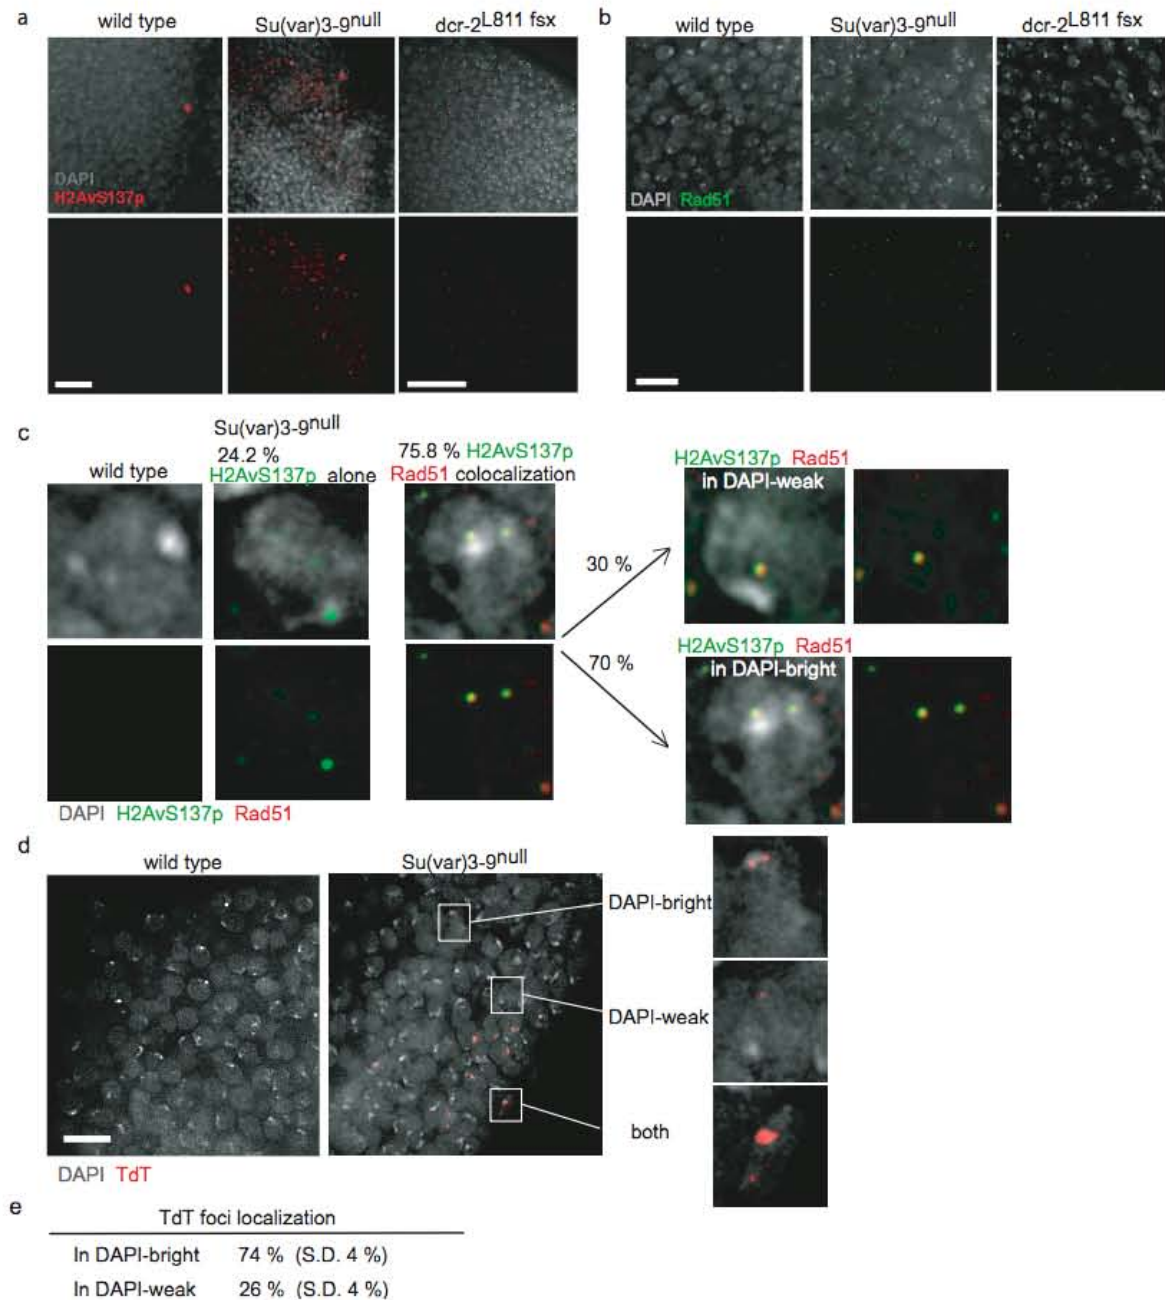 a
wild type
Su(var)3-9null
dcr-2L811 fsx
DAPI
H2AvS137p
b
wild type
Su(var)3-9null
dcr-2L811 fsx
DAPI Rad51
c
wild type
Su(var)3-9null
24.2 %
H2AvS137p alone
75.8 % H2AvS137p
Rad51 colocalization
30 %
70 %
H2AvS137p Rad51
in DAPI-weak
H2AvS137p Rad51
in DAPI-bright
DAPI H2AvS137p Rad51
d
wild type
Su(var)3-9null
DAPI-bright
DAPI-weak
both
DAPI TdT
e
TdT foci localization
In DAPI-bright 74 % (S.D. 4 %)
In DAPI-weak 26 % (S.D. 4 %)